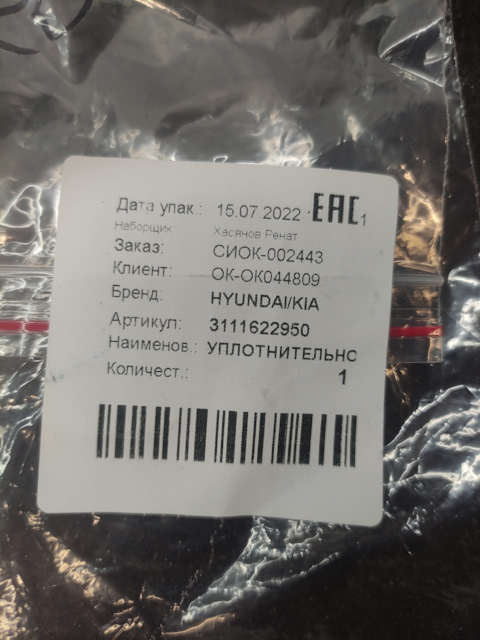 Дата упак.: 15.07.2022 EAC 1
Наборщик Хасянов Ренат
Заказ: СИОК-002443
Клиент: ОК-ОК044809
Бренд: HYUNDAI/KIA
Артикул: 3111622950
Наименов.: УПЛОТНИТЕЛЬНО
Количест.: 1